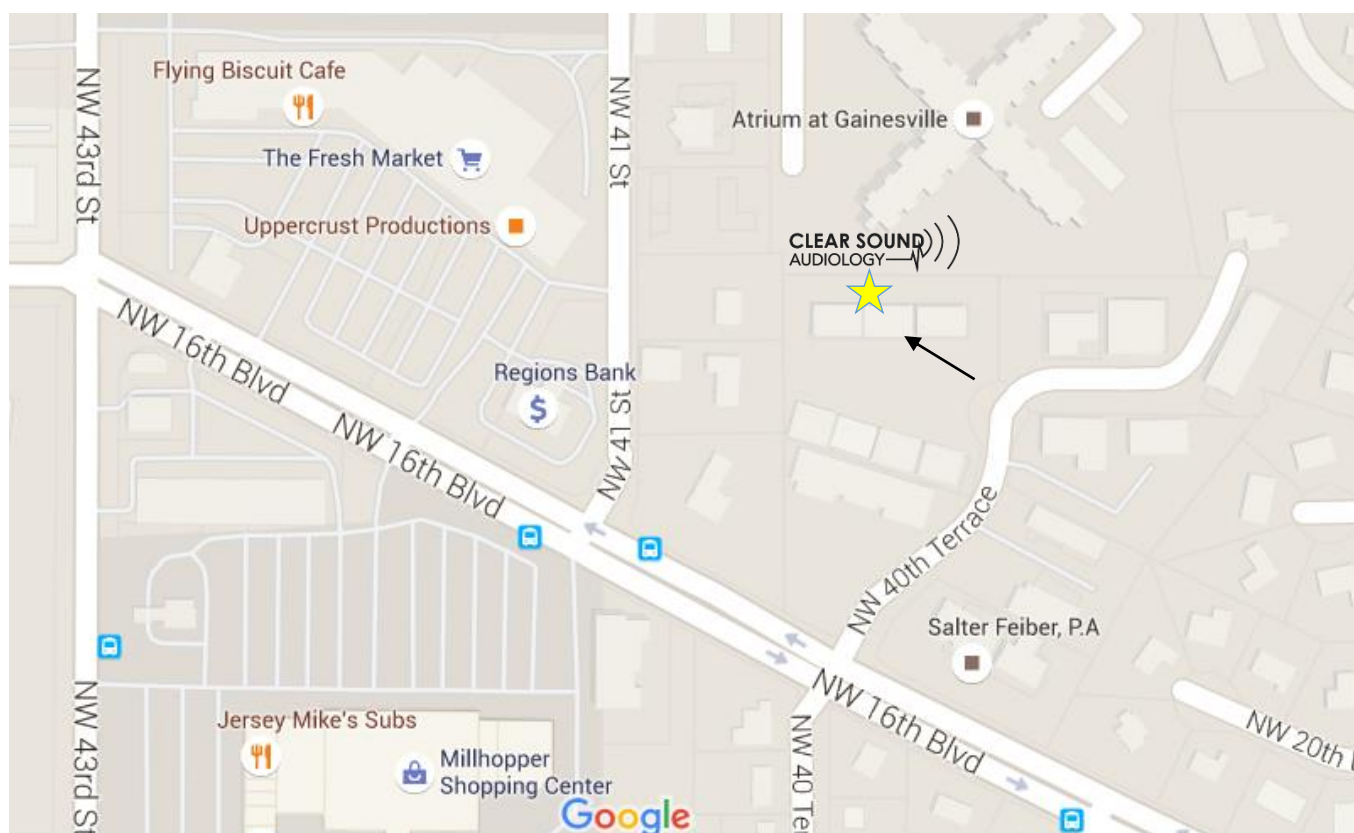 Flying Biscuit Cafe
NW 43rd St
NW 41 St
The Fresh Market
Atrium at Gainesville
Uppercrust Productions
CLEAR SOUND
AUDIOLOGY
NW 16th Blvd
Regions Bank
$
NW 41 St
NW 16th Blvd
NW 40th Terrace
Salter Feiber, P.A
NW 16th Blvd
NW 43rd St
Jersey Mike's Subs
NW 40 Ter
NW 20th
Millhopper
Shopping Center
Google